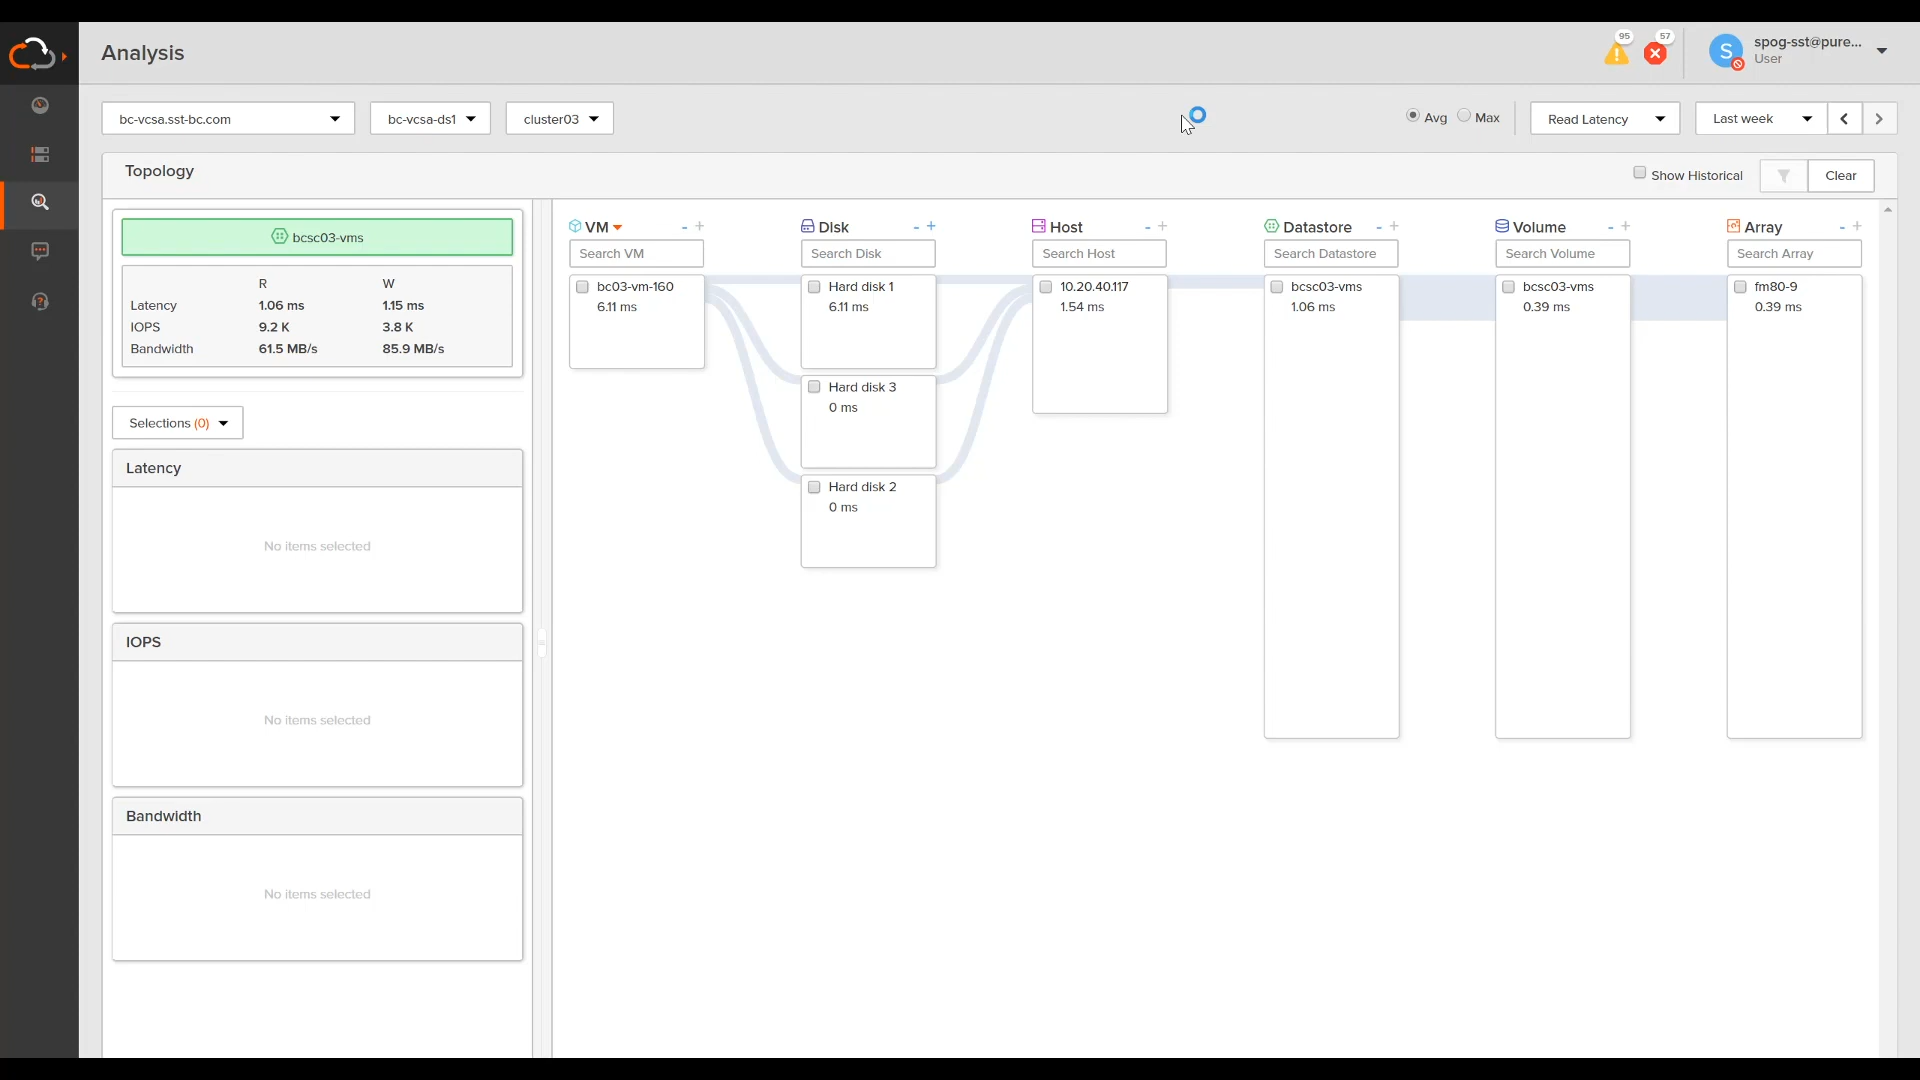 Analysis
95
57
S
spog-sst@pure...
User
bc-vcsa.sst-bc.com
bc-vcsa-ds1
cluster03
Avg
Max
Read Latency
Last week
Topology
Show Historical
Clear
bcsc03-vms
R W
Latency 1.06 ms 1.15 ms
IOPS 9.2 K 3.8 K
Bandwidth 61.5 MB/s 85.9 MB/s
Selections (0)
Latency
No items selected
IOPS
No items selected
Bandwidth
No items selected
VM - +
Search VM
bc03-vm-160
6.11 ms
Disk - +
Search Disk
Hard disk 1
6.11 ms
Hard disk 3
0 ms
Hard disk 2
0 ms
Host - +
Search Host
10.20.40.117
1.54 ms
Datastore - +
Search Datastore
bcsc03-vms
1.06 ms
Volume - +
Search Volume
bcsc03-vms
0.39 ms
Array - +
Search Array
fm80-9
0.39 ms